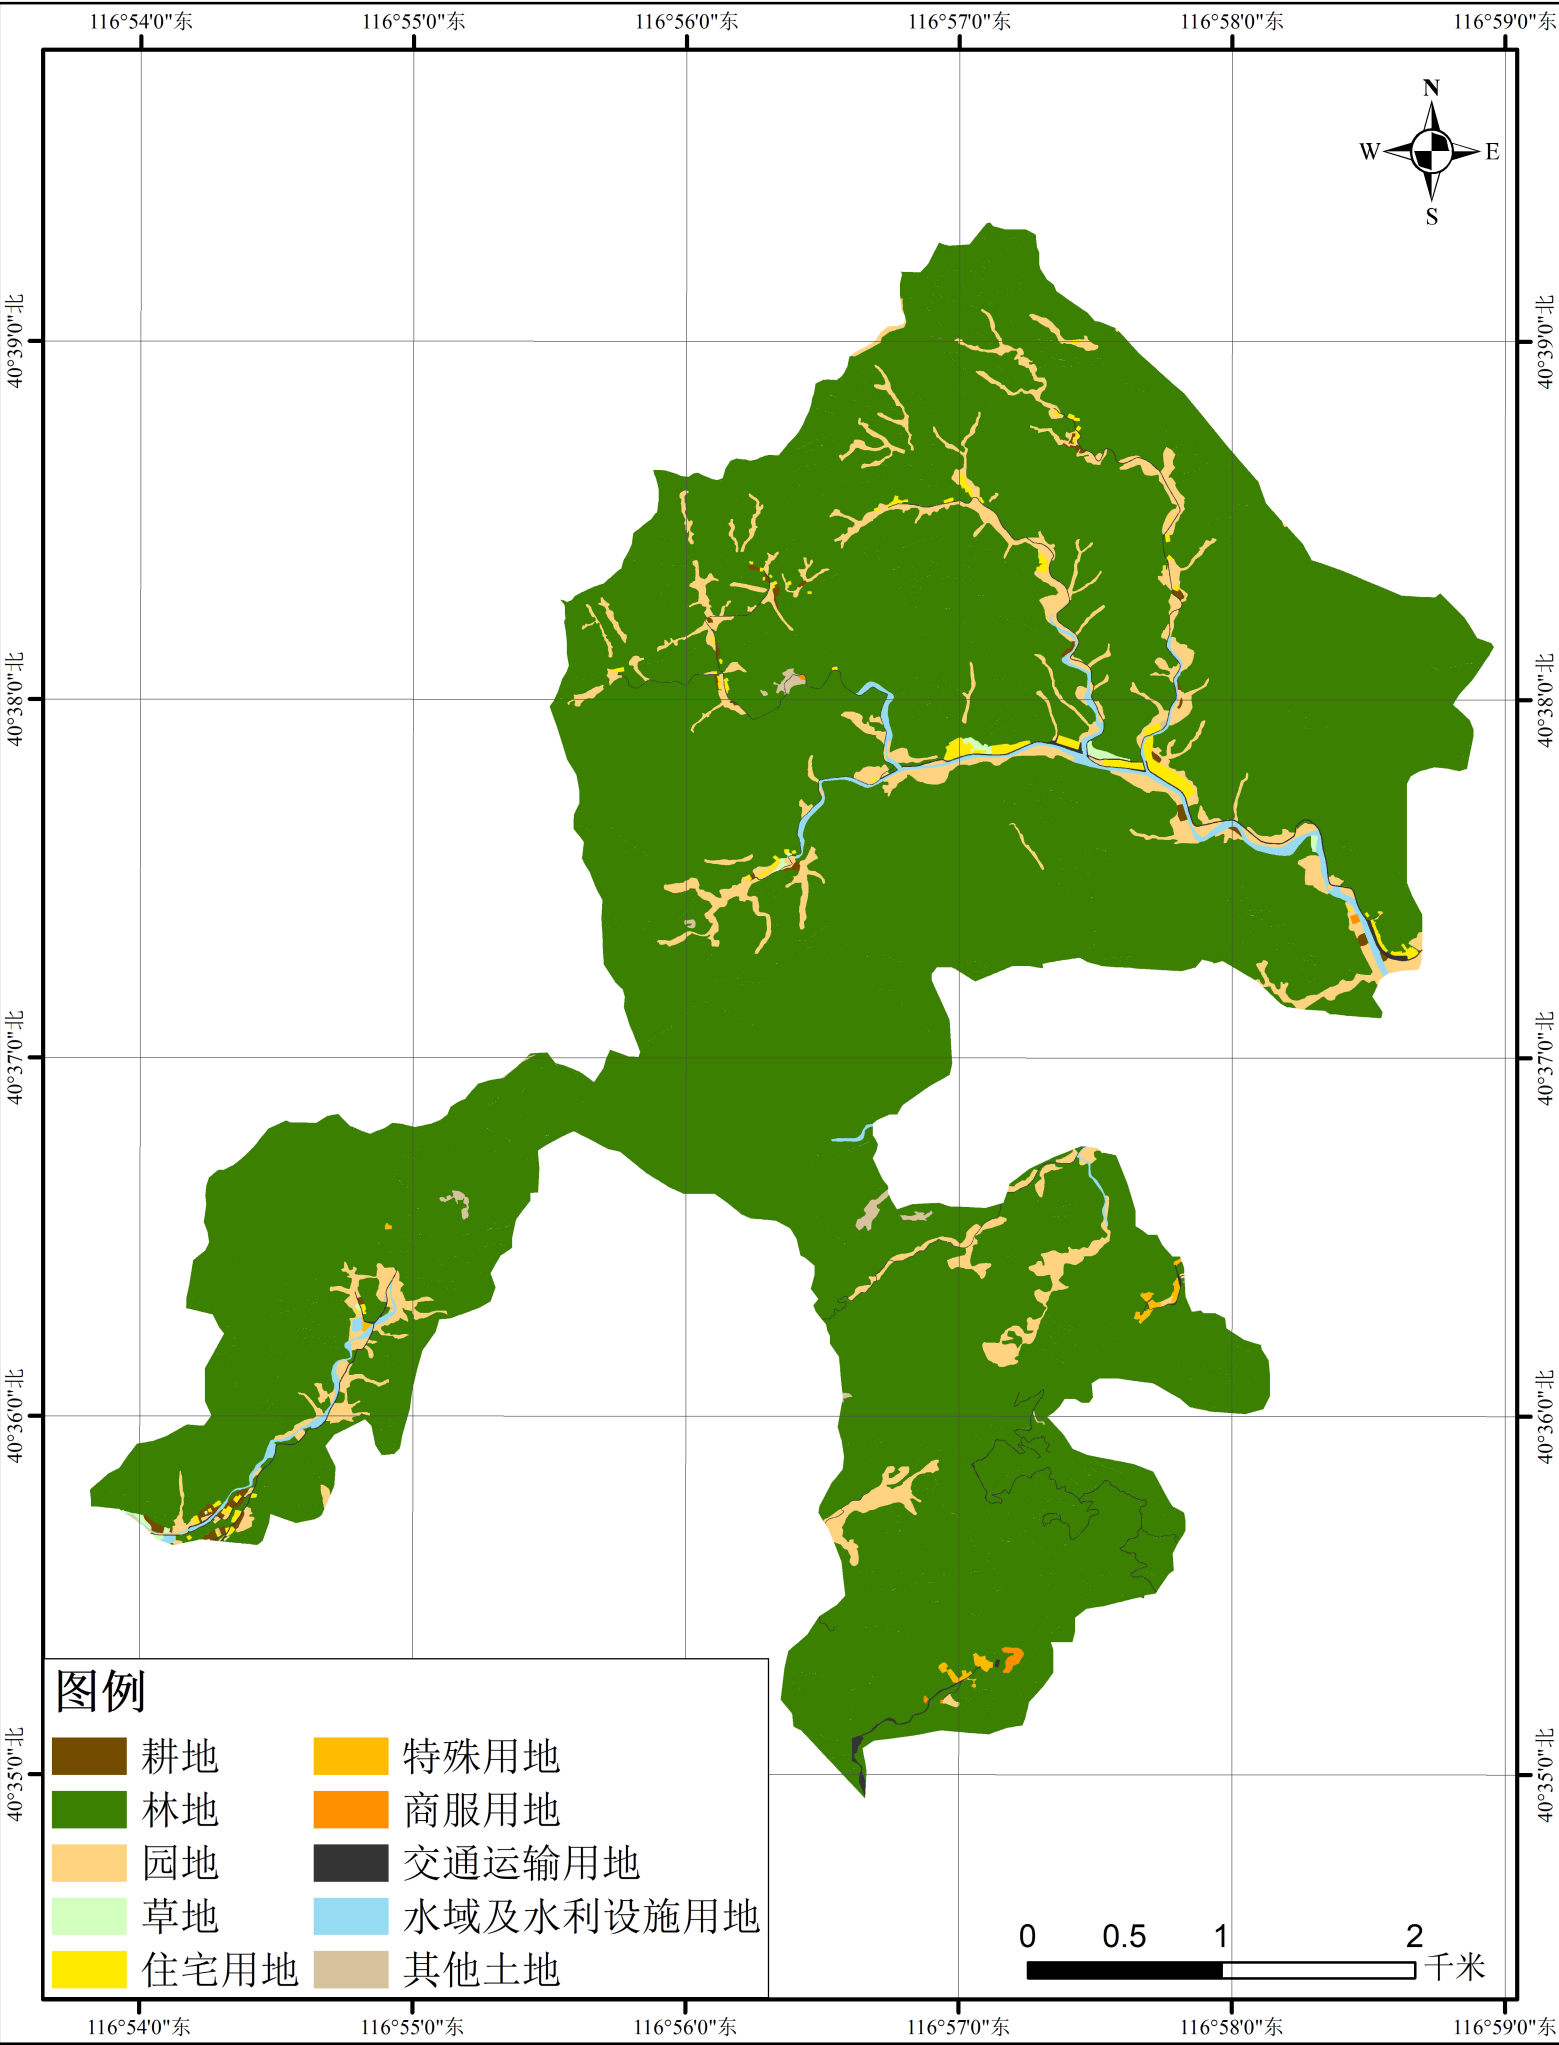 116°54'0"东 116°55'0"东 116°56'0"东 116°57'0"东 116°58'0"东 116°59'0"东
N
W E
S
40°39'0"北 40°39'0"北
40°38'0"北 40°38'0"北
40°37'0"北 40°37'0"北
40°36'0"北 40°36'0"北
40°35'0"北 40°35'0"北
图例
耕地 特殊用地
林地 商服用地
园地 交通运输用地
草地 水域及水利设施用地
住宅用地 其他土地
0 0.5 1 2
千米
116°54'0"东 116°55'0"东 116°56'0"东 116°57'0"东 116°58'0"东 116°59'0"东